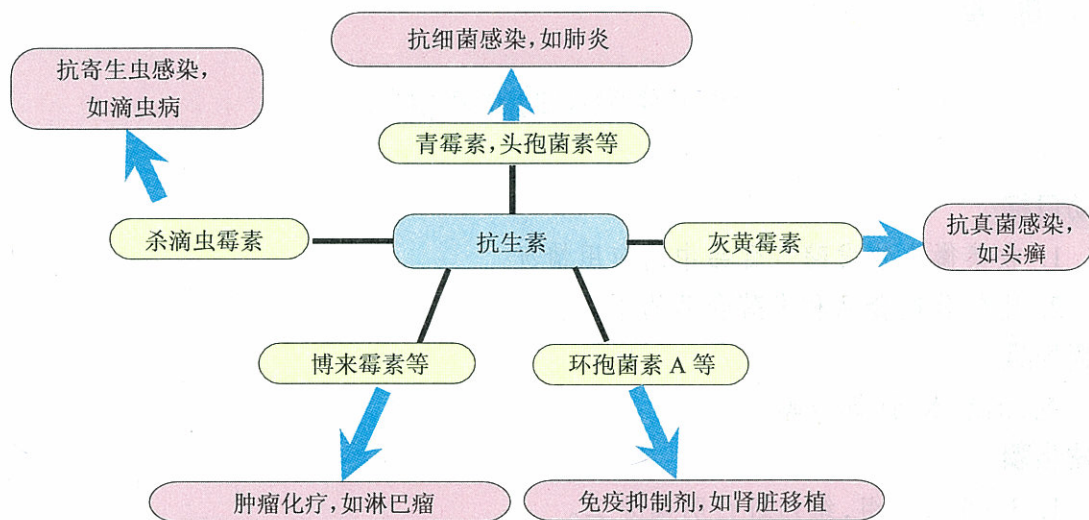 抗细菌感染,如肺炎
抗寄生虫感染,
如滴虫病
青霉素,头孢菌素等
杀滴虫霉素
抗生素
灰黄霉素
抗真菌感染,
如头癣
博来霉素等
环孢菌素 A 等
肿瘤化疗,如淋巴瘤
免疫抑制剂,如肾脏移植